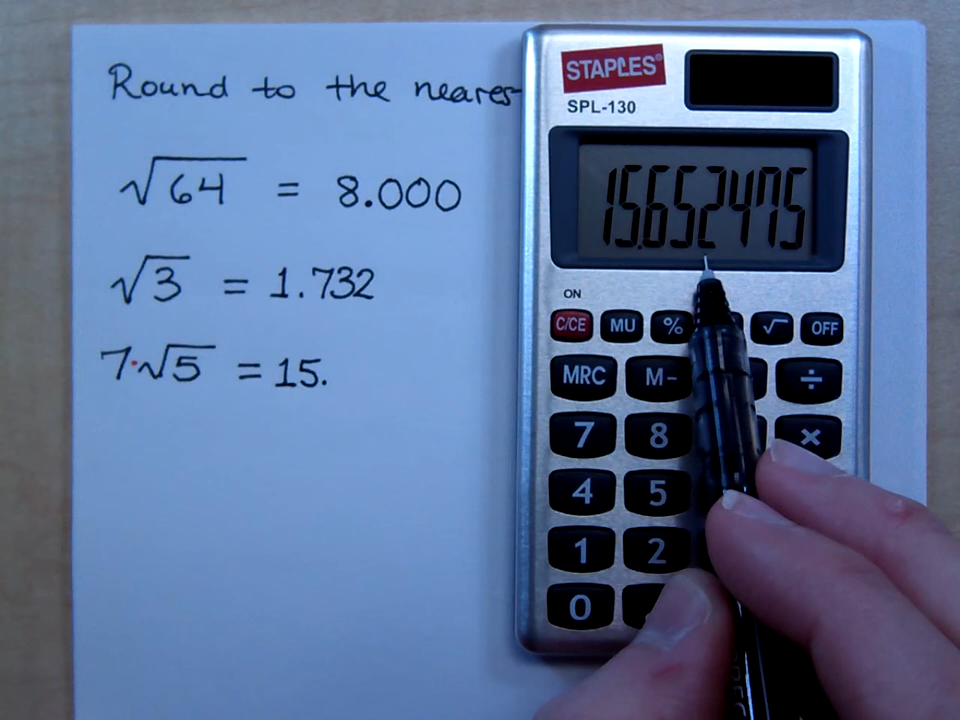 Round to the neares
√64 = 8.000
√3 = 1.732
7·√5 = 15.
STAPLES®
SPL-130
15.652475
ON
C/CE MU % √ OFF
MRC M- ÷
7 8 ×
4 5
1 2
0